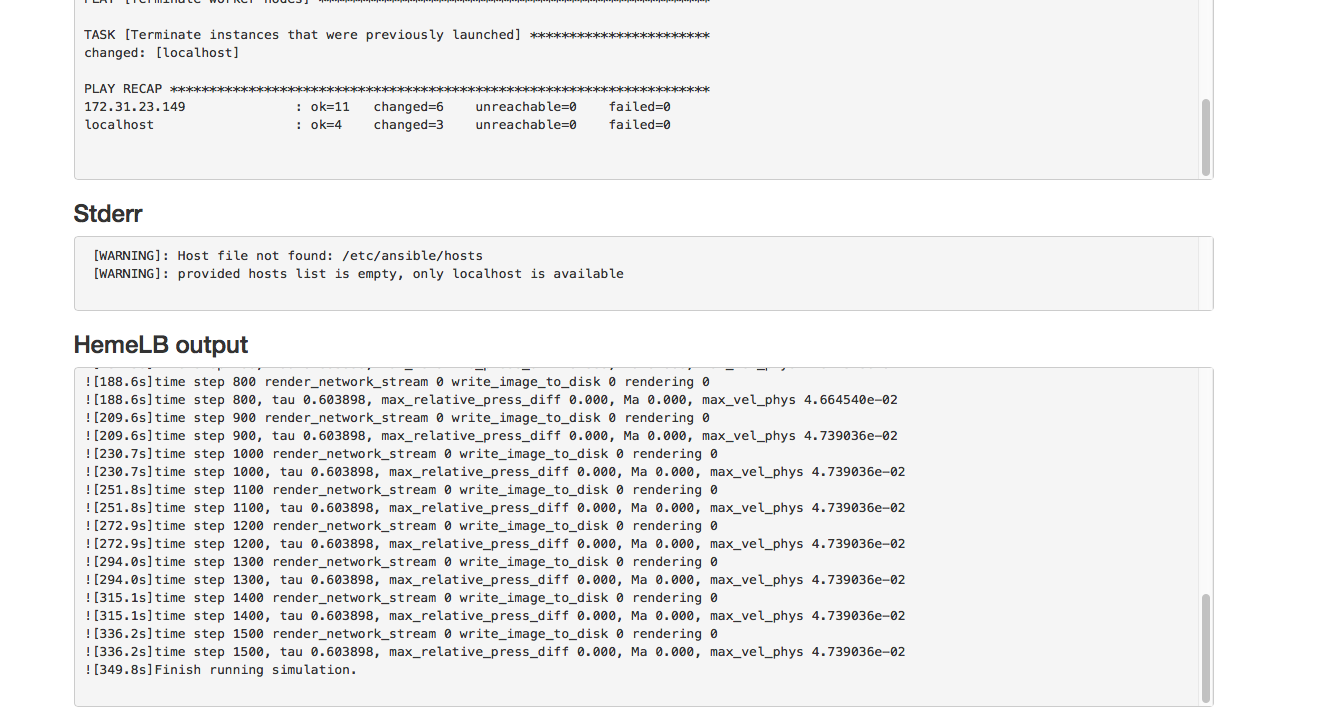 PLAY [Terminate worker nodes] **************************************************
TASK [Terminate instances that were previously launched] ***********************
changed: [localhost]
PLAY RECAP *********************************************************************
172.31.23.149 : ok=11 changed=6 unreachable=0 failed=0
localhost : ok=4 changed=3 unreachable=0 failed=0
Stderr
[WARNING]: Host file not found: /etc/ansible/hosts
[WARNING]: provided hosts list is empty, only localhost is available
HemeLB output
![188.6s]time step 800 render_network_stream 0 write_image_to_disk 0 rendering 0
![188.6s]time step 800, tau 0.603898, max_relative_press_diff 0.000, Ma 0.000, max_vel_phys 4.664540e-02
![209.6s]time step 900 render_network_stream 0 write_image_to_disk 0 rendering 0
![209.6s]time step 900, tau 0.603898, max_relative_press_diff 0.000, Ma 0.000, max_vel_phys 4.739036e-02
![230.7s]time step 1000 render_network_stream 0 write_image_to_disk 0 rendering 0
![230.7s]time step 1000, tau 0.603898, max_relative_press_diff 0.000, Ma 0.000, max_vel_phys 4.739036e-02
![251.8s]time step 1100 render_network_stream 0 write_image_to_disk 0 rendering 0
![251.8s]time step 1100, tau 0.603898, max_relative_press_diff 0.000, Ma 0.000, max_vel_phys 4.739036e-02
![272.9s]time step 1200 render_network_stream 0 write_image_to_disk 0 rendering 0
![272.9s]time step 1200, tau 0.603898, max_relative_press_diff 0.000, Ma 0.000, max_vel_phys 4.739036e-02
![294.0s]time step 1300 render_network_stream 0 write_image_to_disk 0 rendering 0
![294.0s]time step 1300, tau 0.603898, max_relative_press_diff 0.000, Ma 0.000, max_vel_phys 4.739036e-02
![315.1s]time step 1400 render_network_stream 0 write_image_to_disk 0 rendering 0
![315.1s]time step 1400, tau 0.603898, max_relative_press_diff 0.000, Ma 0.000, max_vel_phys 4.739036e-02
![336.2s]time step 1500 render_network_stream 0 write_image_to_disk 0 rendering 0
![336.2s]time step 1500, tau 0.603898, max_relative_press_diff 0.000, Ma 0.000, max_vel_phys 4.739036e-02
![349.8s]Finish running simulation.